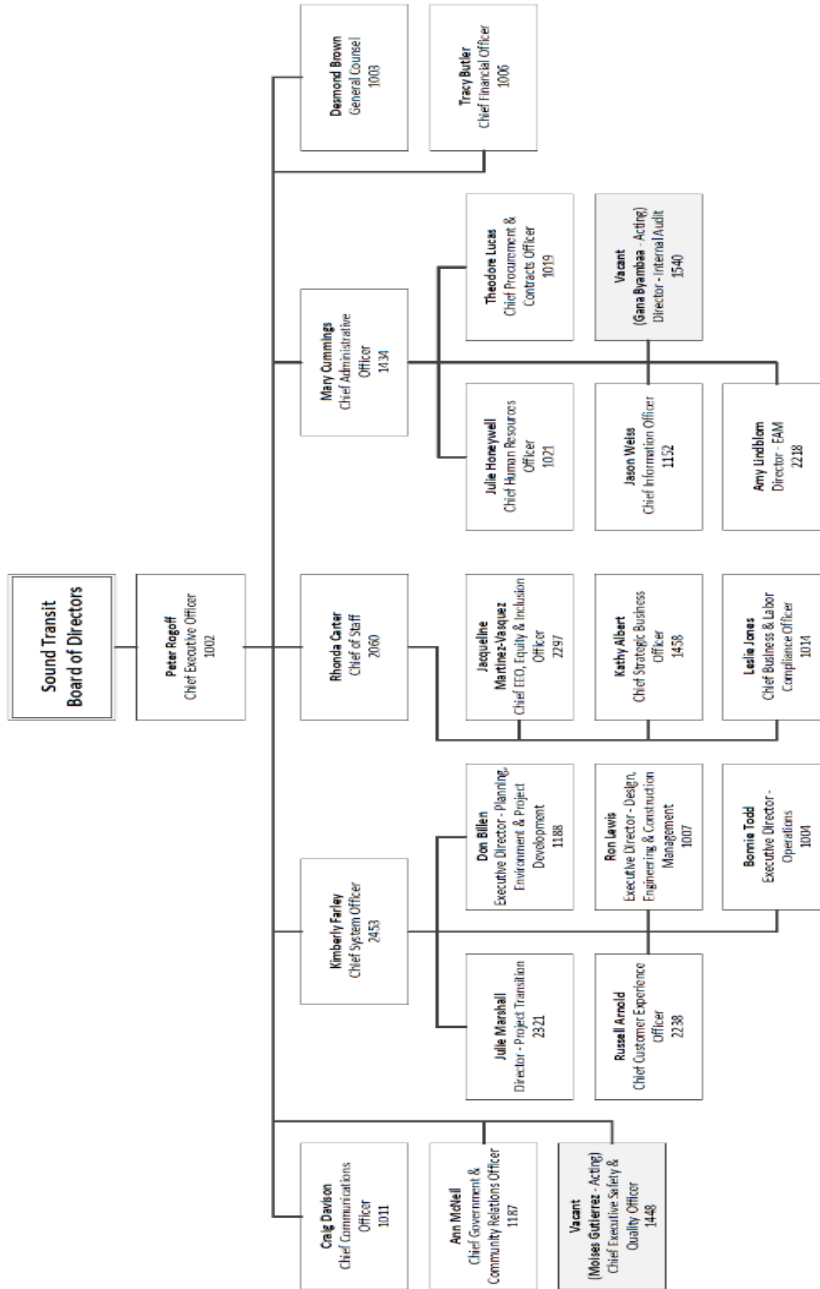 Sound Transit
Board of Directors
Peter Rogoff
Chief Executive Officer
1002
Craig Davison
Chief Communications
Officer
1011
Ann McNeil
Chief Government &
Community Relations Officer
1187
Vacant
(Moises Gutierrez - Acting)
Chief Executive Safety &
Quality Officer
1448
Kimberly Farley
Chief System Officer
2453
Julie Marshall
Director - Project Transition
2321
Don Billen
Executive Director - Planning,
Environment & Project
Development
1188
Russell Arnold
Chief Customer Experience
Officer
2238
Ron Lewis
Executive Director - Design,
Engineering & Construction
Management
1007
Bonnie Todd
Executive Director -
Operations
1004
Rhonda Carter
Chief of Staff
2060
Jacqueline
Martinez-Vasquez
Chief EEO, Equity & Inclusion
Officer
2297
Kathy Albert
Chief Strategic Business
Officer
1458
Leslie Jones
Chief Business & Labor
Compliance Officer
1014
Mary Cummings
Chief Administrative
Officer
1434
Julie Honeywell
Chief Human Resources
Officer
1021
Theodore Lucas
Chief Procurement &
Contracts Officer
1019
Jason Weiss
Chief Information Officer
1152
Vacant
(Gana Byambaa - Acting)
Director - Internal Audit
1540
Amy Lindblom
Director - EAM
2218
Desmond Brown
General Counsel
1003
Tracy Butler
Chief Financial Officer
1006